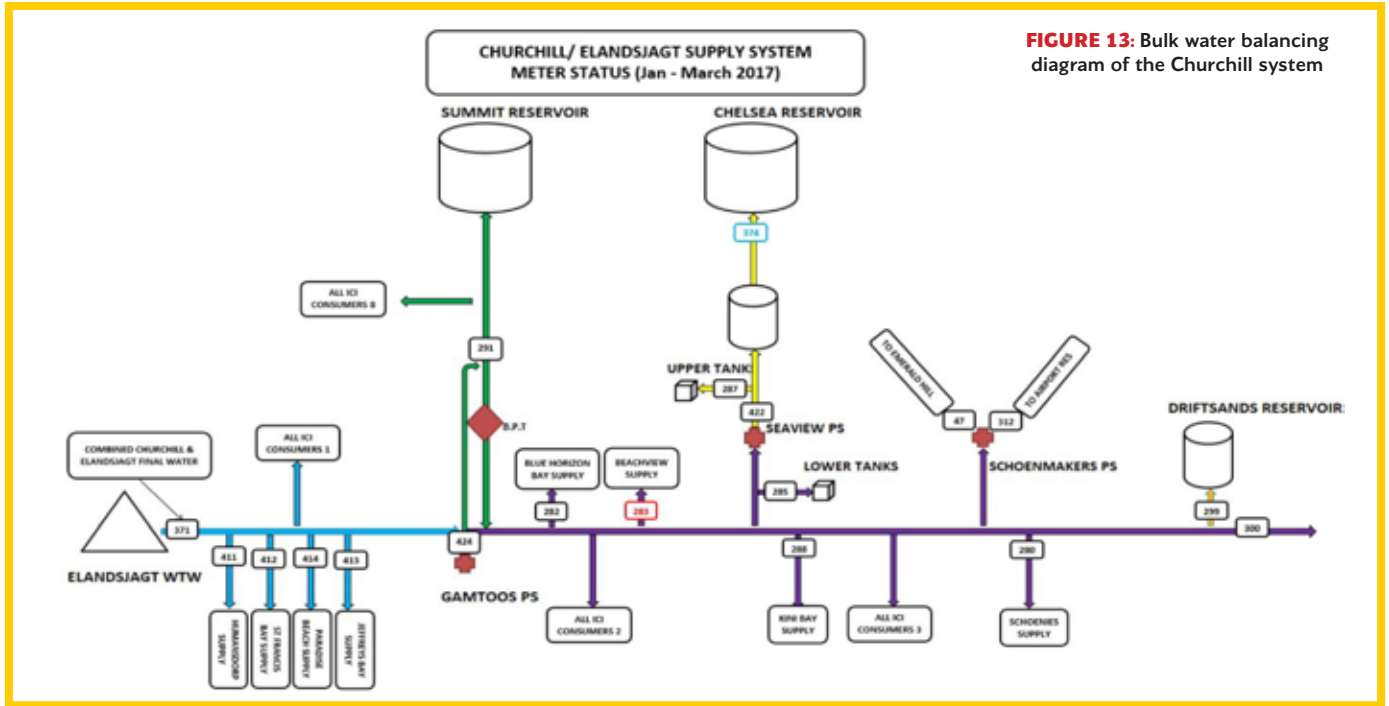 CHURCHILL/ ELANDSJAGT SUPPLY SYSTEM
METER STATUS (Jan - March 2017)
FIGURE 13: Bulk water balancing
diagram of the Churchill system
SUMMIT RESERVOIR
CHELSEA RESERVOIR
374
ALL ICI
CONSUMERS 8
291
UPPER TANK
287
422
SEAVIEW PS
B.P.T
TO EMERALD HILL
TO AIRPORT RES
47
312
SCHOENMAKERS PS
DRIFTSANDS RESERVOIR
COMBINED CHURCHILL &
ELANDSJAGT FINAL WATER
ALL ICI
CONSUMERS 1
BLUE HORIZON
BAY SUPPLY
BEACHVIEW
SUPPLY
LOWER TANKS
285
282
283
299
371
424
300
411
412
414
413
288
280
ELANDSJAGT WTW
GAMTOOS PS
HUMANSDORP
SUPPLY
ST FRANCIS
BAY SUPPLY
PARADISE
BEACH SUPPLY
JEFFREYS BAY
SUPPLY
ALL ICI
CONSUMERS 2
KINI BAY
SUPPLY
ALL ICI
CONSUMERS 3
SCHOENIES
SUPPLY